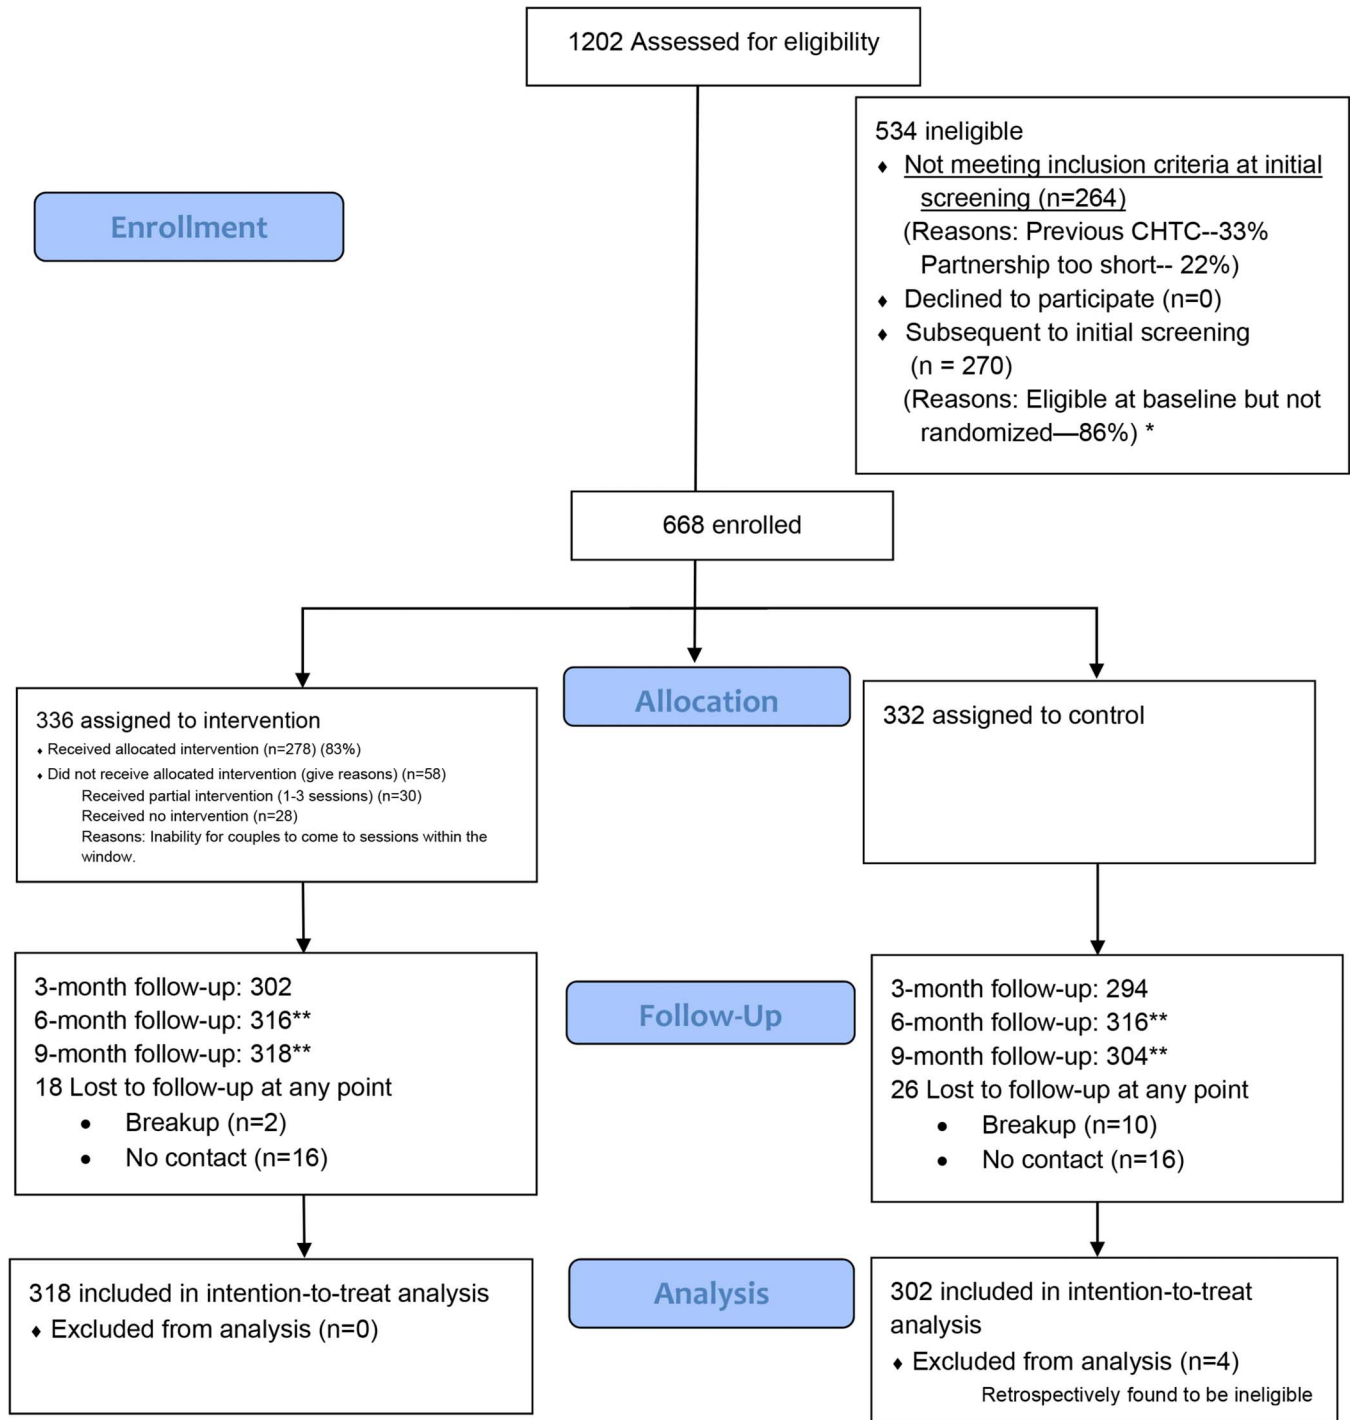 1202 Assessed for eligibility
534 ineligible
♦ Not meeting inclusion criteria at initial
screening (n=264)
(Reasons: Previous CHTC--33%
Partnership too short-- 22%)
♦ Declined to participate (n=0)
♦ Subsequent to initial screening
(n = 270)
(Reasons: Eligible at baseline but not
randomized—86%) *
Enrollment
668 enrolled
Allocation
336 assigned to intervention
♦ Received allocated intervention (n=278) (83%)
♦ Did not receive allocated intervention (give reasons) (n=58)
Received partial intervention (1-3 sessions) (n=30)
Received no intervention (n=28)
Reasons: Inability for couples to come to sessions within the
window.
332 assigned to control
Follow-Up
3-month follow-up: 302
6-month follow-up: 316**
9-month follow-up: 318**
18 Lost to follow-up at any point
• Breakup (n=2)
• No contact (n=16)
3-month follow-up: 294
6-month follow-up: 316**
9-month follow-up: 304**
26 Lost to follow-up at any point
• Breakup (n=10)
• No contact (n=16)
Analysis
318 included in intention-to-treat analysis
♦ Excluded from analysis (n=0)
302 included in intention-to-treat
analysis
♦ Excluded from analysis (n=4)
Retrospectively found to be ineligible